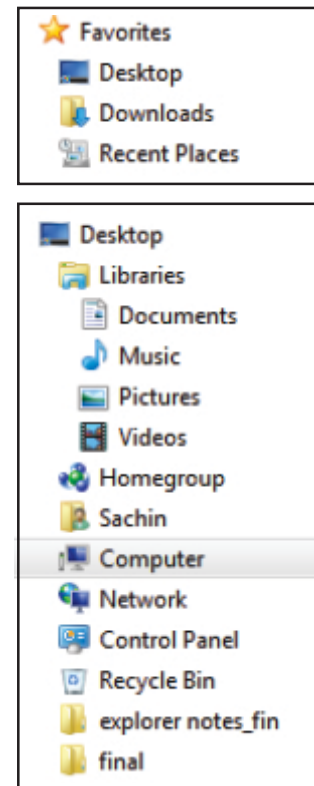 Favorites
Desktop
Downloads
Recent Places
Desktop
Libraries
Documents
Music
Pictures
Videos
Homegroup
Sachin
Computer
Network
Control Panel
Recycle Bin
explorer notes_fin
final